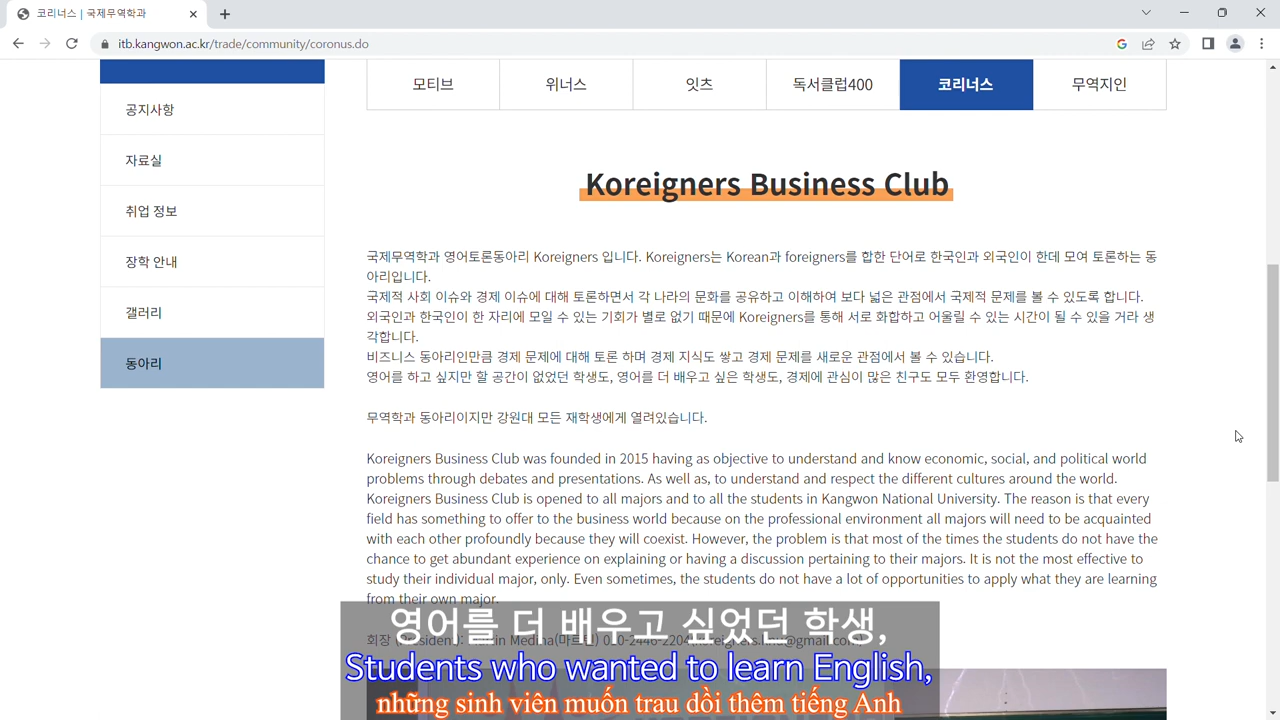 코리너스 | 국제무역학과
itb.kangwon.ac.kr/trade/community/coronus.do
모티브
위너스
잇츠
독서클럽400
코리너스
무역지인
공지사항
자료실
취업 정보
장학 안내
갤러리
동아리
Koreigners Business Club
국제무역학과 영어토론동아리 Koreigners 입니다. Koreigners는 Korean과 foreigners를 합한 단어로 한국인과 외국인이 한데 모여 토론하는 동
아리입니다.
국제적 사회 이슈와 경제 이슈에 대해 토론하면서 각 나라의 문화를 공유하고 이해하여 보다 넓은 관점에서 국제적 문제를 볼 수 있도록 합니다.
외국인과 한국인이 한 자리에 모일 수 있는 기회가 별로 없기 때문에 Koreigners를 통해 서로 화합하고 어울릴 수 있는 시간이 될 수 있을 거라 생
각합니다.
비즈니스 동아리인만큼 경제 문제에 대해 토론 하며 경제 지식도 쌓고 경제 문제를 새로운 관점에서 볼 수 있습니다.
영어를 하고 싶지만 할 공간이 없었던 학생도, 영어를 더 배우고 싶은 학생도, 경제에 관심이 많은 친구도 모두 환영합니다.
무역학과 동아리이지만 강원대 모든 재학생에게 열려있습니다.
Koreigners Business Club was founded in 2015 having as objective to understand and know economic, social, and political world
problems through debates and presentations. As well as, to understand and respect the different cultures around the world.
Koreigners Business Club is opened to all majors and to all the students in Kangwon National University. The reason is that every
field has something to offer to the business world because on the professional environment all majors will need to be acquainted
with each other profoundly because they will coexist. However, the problem is that most of the times the students do not have the
chance to get abundant experience on explaining or having a discussion pertaining to their majors. It is not the most effective to
study their individual major, only. Even sometimes, the students do not have a lot of opportunities to apply what they are learning
from their own major.
회장 (President): Medina(마트틴)
영어를 더 배우고 싶었던 학생,
Students who wanted to learn English,
những sinh viên muốn trau dồi thêm tiếng Anh